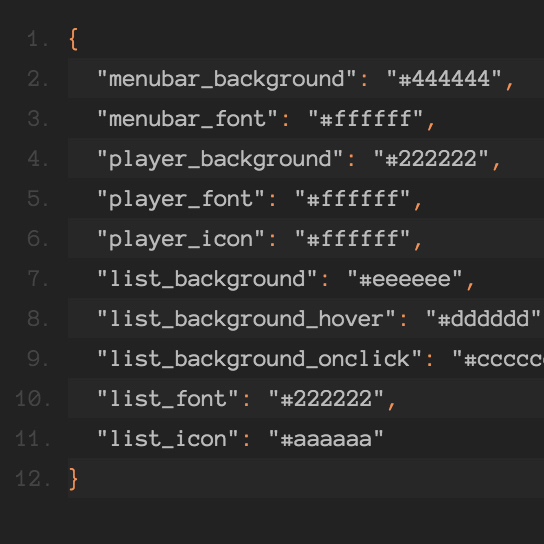 1. {
2. "menubar_background": "#444444",
3. "menubar_font": "#ffffff",
4. "player_background": "#222222",
5. "player_font": "#ffffff",
6. "player_icon": "#ffffff",
7. "list_background": "#eeeeee",
8. "list_background_hover": "#dddddd"
9. "list_background_onclick": "#ccccc
10. "list_font": "#222222",
11. "list_icon": "#aaaaaa"
12. }